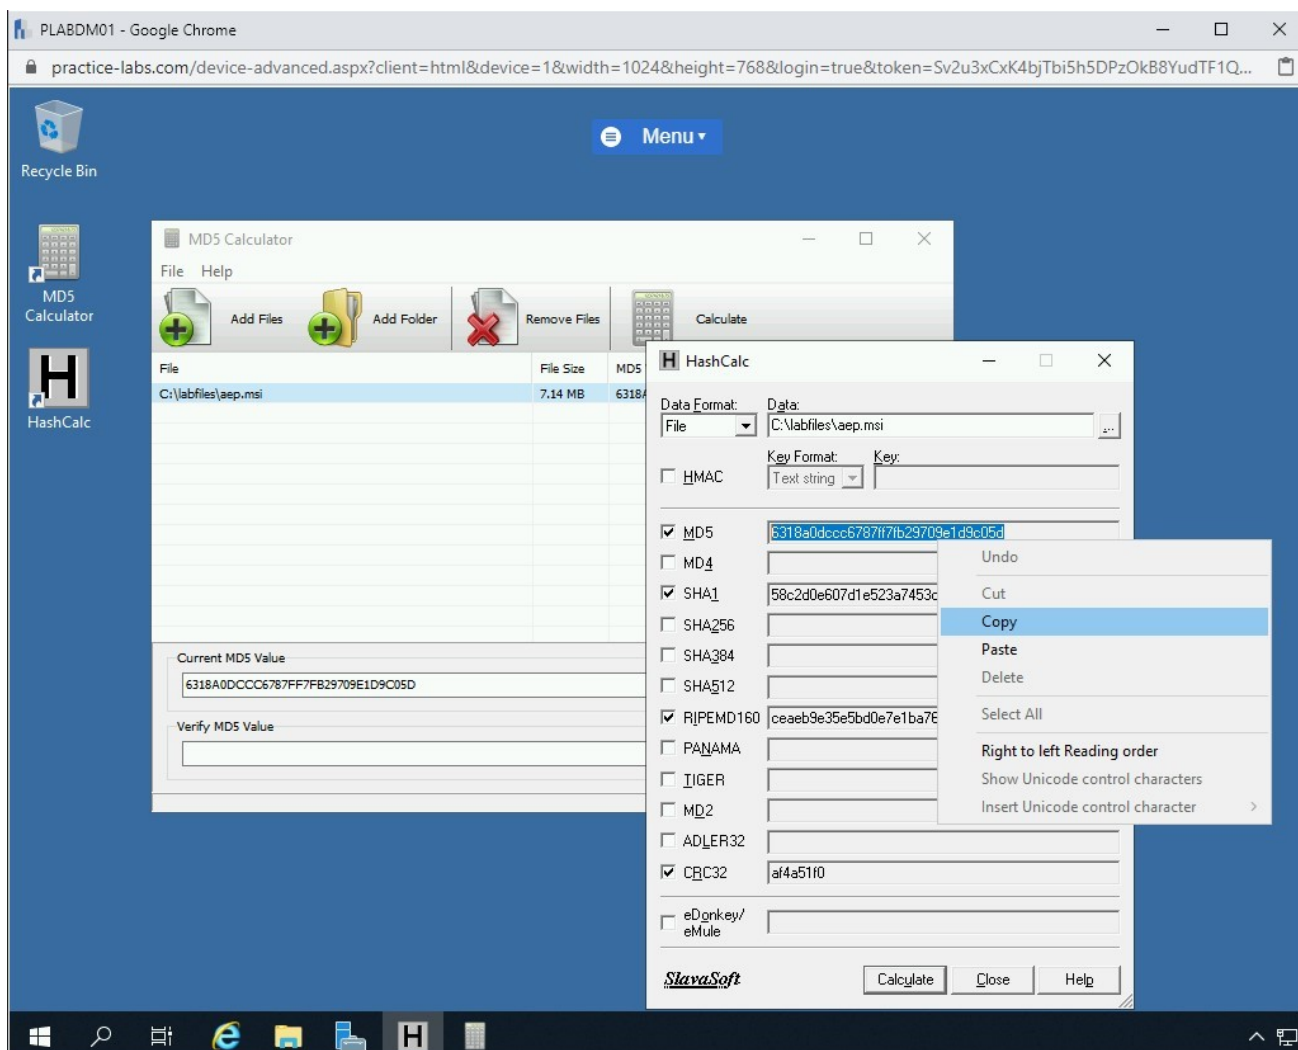 PLABDM01 - Google Chrome
practice-labs.com/device-advanced.aspx?client=html&device=1&width=1024&height=768&login=true&token=Sv2u3xCxK4bjTbi5h5DPzOkB8YudTF1Q...
Recycle Bin
Menu
MD5
Calculator
HashCalc
MD5 Calculator
File Help
Add Files
Add Folder
Remove Files
Calculate
File File Size MD5
C:\labfiles\aep.msi 7.14 MB 6318A
Current MD5 Value
6318A0DCCC6787FF7FB29709E1D9C05D
Verify MD5 Value
H HashCalc
Data Format: Data:
File C:\labfiles\aep.msi ...
Key Format: Key:
HMAC Text string
MD5 6318a0dccc6787ff7fb29709e1d9c05d
MD4
SHA1 58c2d0e607d1e523a7453c
SHA256
SHA384
SHA512
RIPEMD160 ceaeb9e35e5bd0e7e1ba76
PANAMA
TIGER
MD2
ADLER32
CRC32 af4a51f0
eDonkey/
eMule
SlavaSoft
Calculate Close Help
Undo
Cut
Copy
Paste
Delete
Select All
Right to left Reading order
Show Unicode control characters
Insert Unicode control character